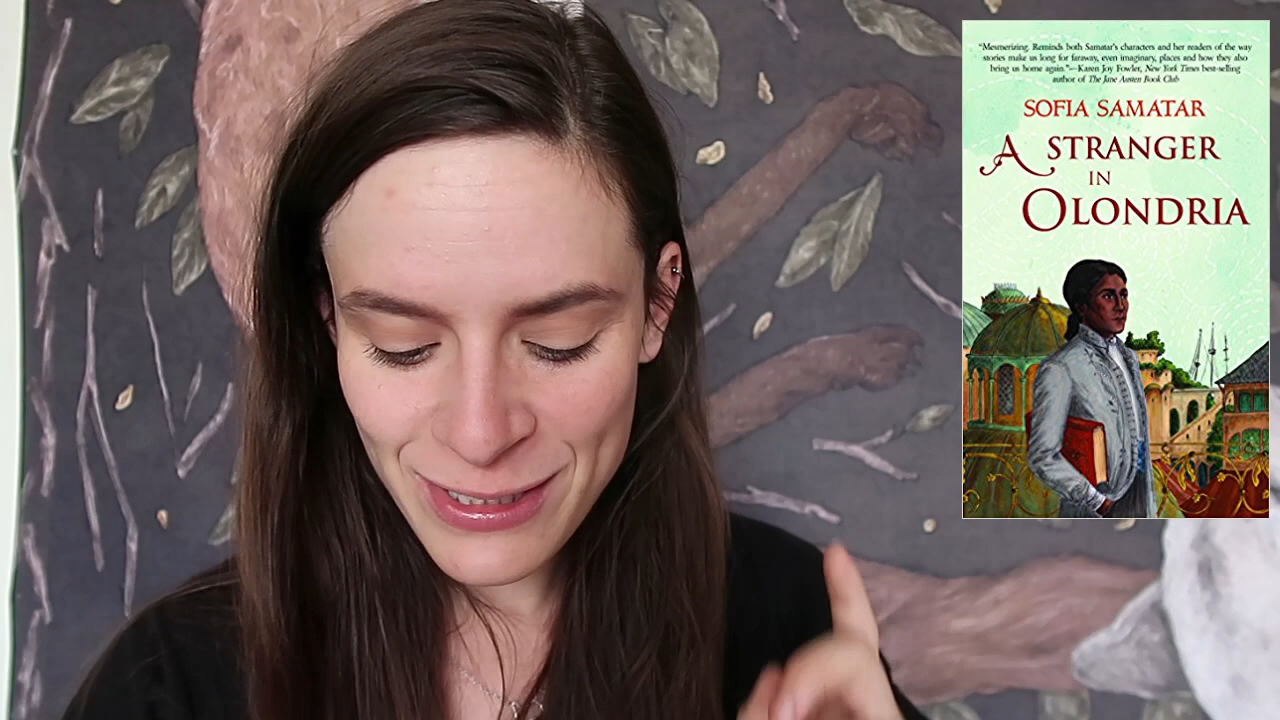 "Mesmerizing. Reminds both Samatar's characters and her readers of the way
stories make us long for faraway, even imaginary, places and how they also
bring us home again."—Karen Joy Fowler, New York Times best-selling
author of The Jane Austen Book Club
SOFIA SAMATAR
A STRANGER
IN
OLONDRIA